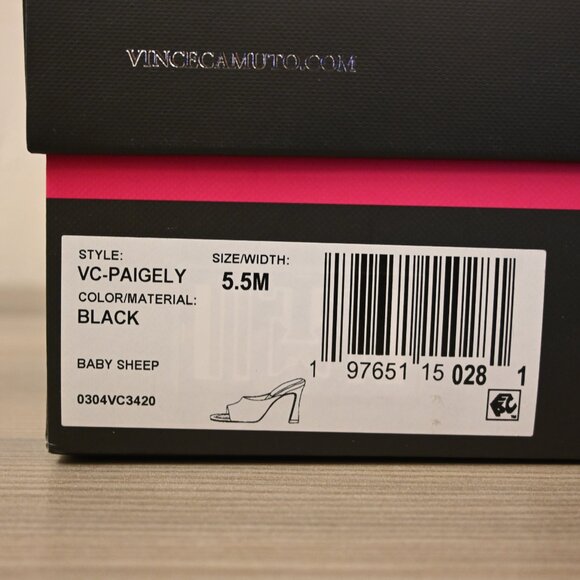 VINCECAMUTO.COM
STYLE: SIZE/WIDTH:
VC-PAIGELY 5.5M
COLOR/MATERIAL:
BLACK
BABY SHEEP
0304VC3420
1 97651 15 028 1